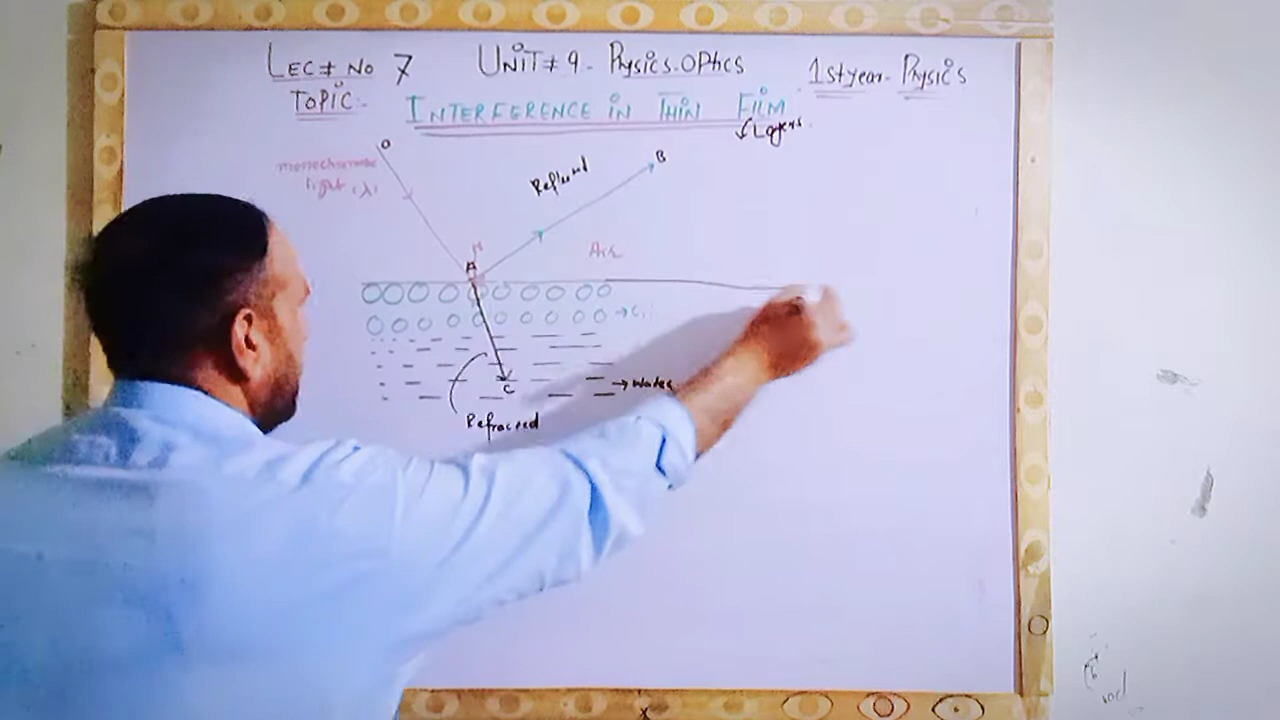 LEC # NO 7 UNIT # 9 - Physics-OPtics 1st year - Physics
TOPIC:- INTERFERENCE IN THIN FILM
Layers.
O
B
monochromatic
light (λ)
Reflected
N
Air
A
→ Water
C
Refracted